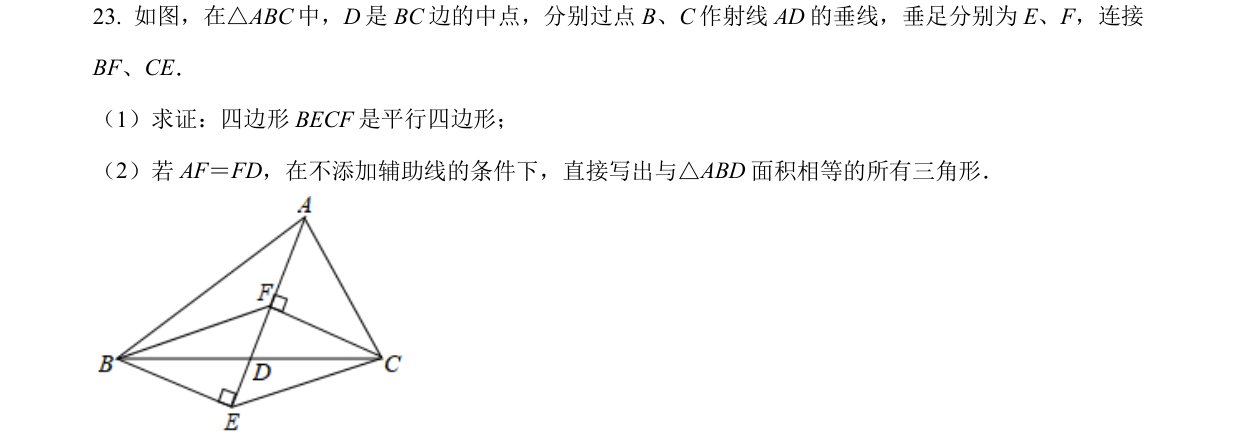 23. 如图，在△ABC中，D是BC边的中点，分别过点B、C作射线AD的垂线，垂足分别为E、F，连接
BF、CE．
（1）求证：四边形BECF是平行四边形；
（2）若AF＝FD，在不添加辅助线的条件下，直接写出与△ABD面积相等的所有三角形．
A
F
B
D
C
E